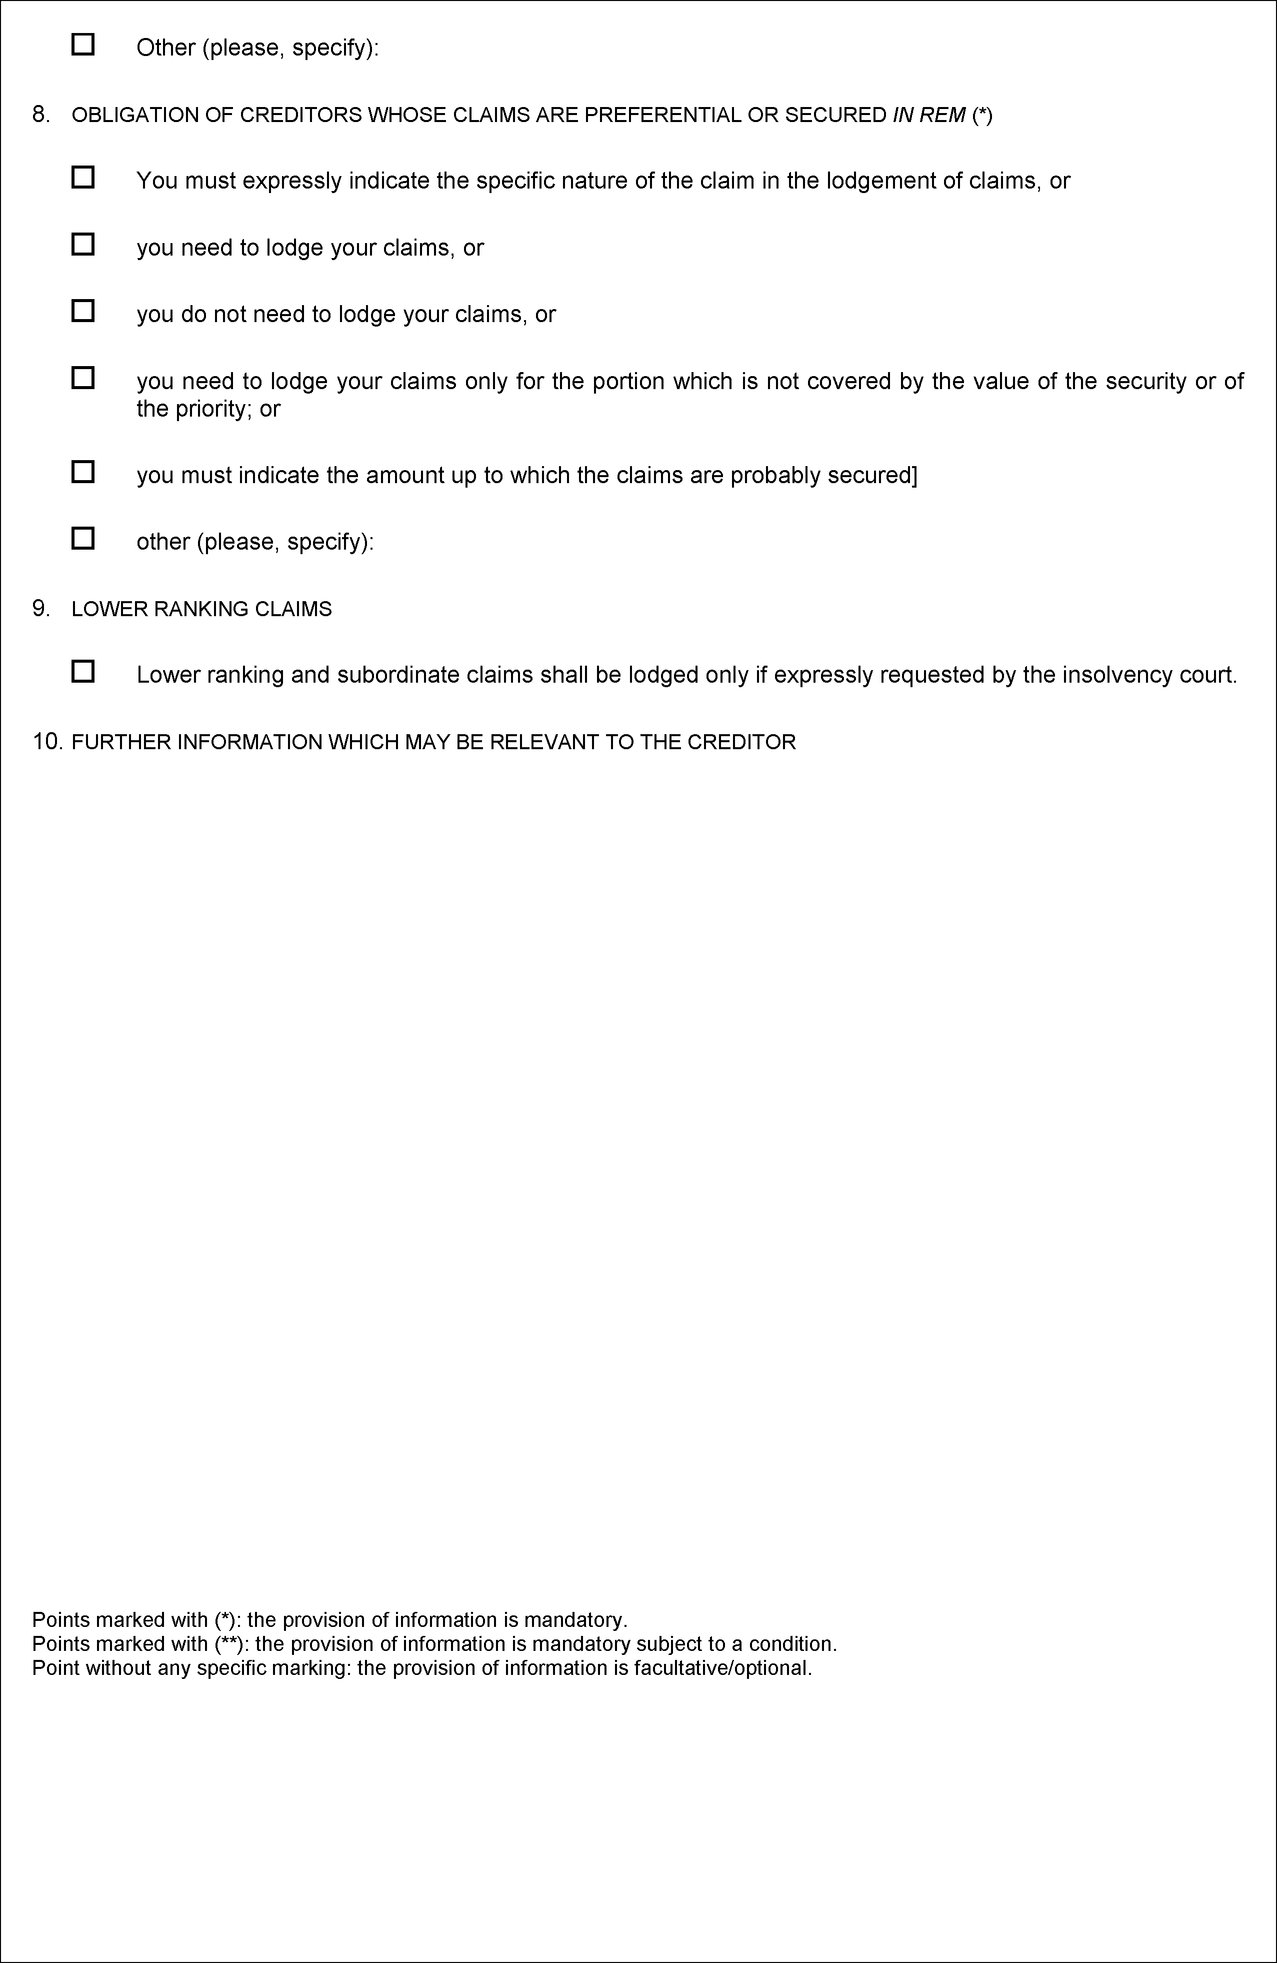 Other (please, specify):
8. OBLIGATION OF CREDITORS WHOSE CLAIMS ARE PREFERENTIAL OR SECURED IN REM (*)
You must expressly indicate the specific nature of the claim in the lodgement of claims, or
you need to lodge your claims, or
you do not need to lodge your claims, or
you need to lodge your claims only for the portion which is not covered by the value of the security or of
the priority; or
you must indicate the amount up to which the claims are probably secured]
other (please, specify):
9. LOWER RANKING CLAIMS
Lower ranking and subordinate claims shall be lodged only if expressly requested by the insolvency court.
10. FURTHER INFORMATION WHICH MAY BE RELEVANT TO THE CREDITOR
Points marked with (*): the provision of information is mandatory.
Points marked with (**): the provision of information is mandatory subject to a condition.
Point without any specific marking: the provision of information is facultative/optional.